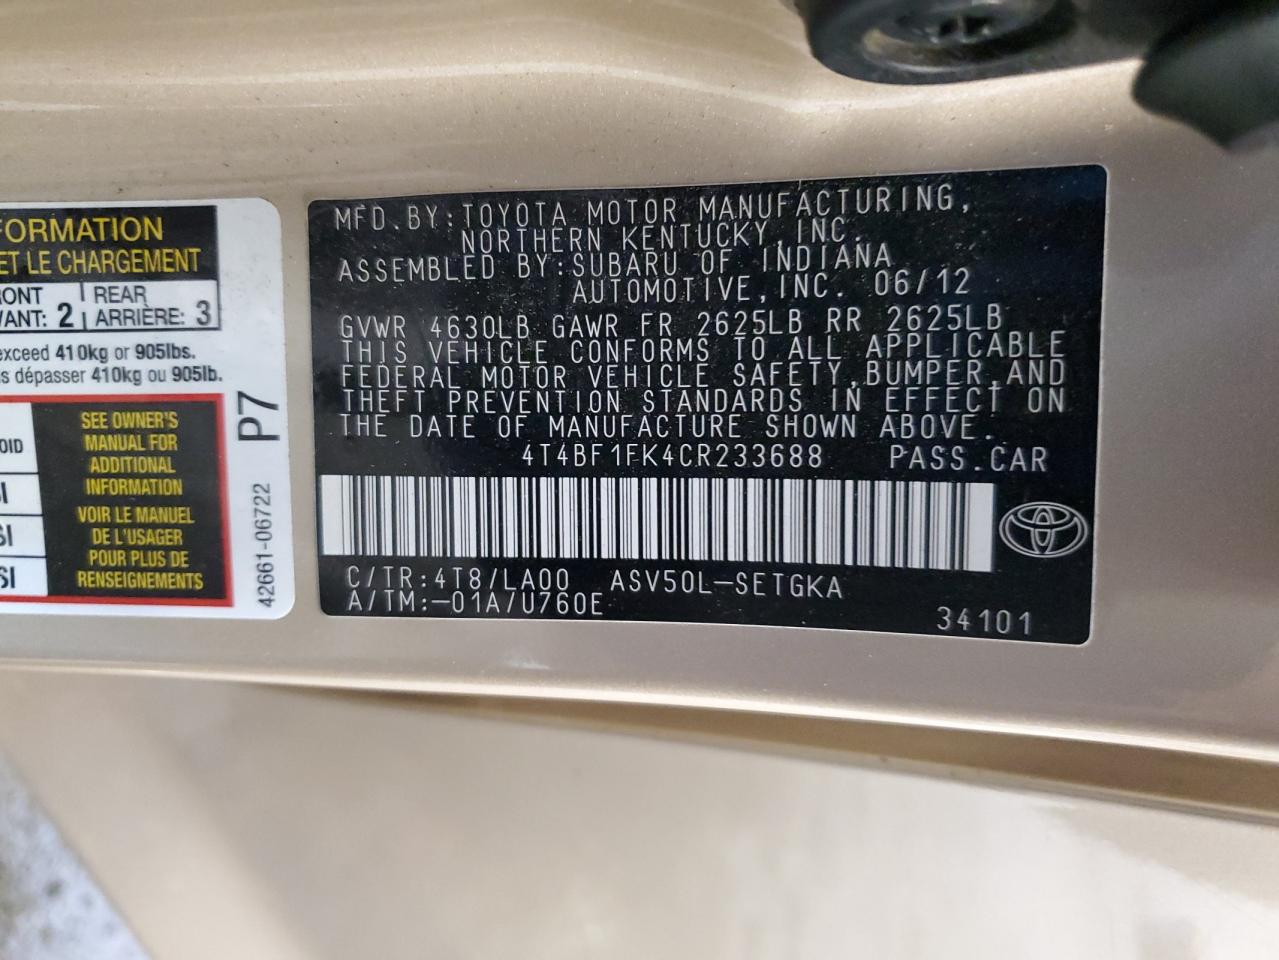 FORMATION
ET LE CHARGEMENT
RONT 2 REAR 3
VANT: ARRIÈRE:
exceed 410kg or 905lbs.
s dépasser 410kg ou 905lb.
SEE OWNER'S
MANUAL FOR
ADDITIONAL
INFORMATION
VOIR LE MANUEL
DE L'USAGER
POUR PLUS DE
RENSEIGNEMENTS
OID
SI
SI
SI
P7
42661-06722
MFD.BY:TOYOTA MOTOR MANUFACTURING,
NORTHERN KENTUCKY,INC.
ASSEMBLED BY:SUBARU OF INDIANA
AUTOMOTIVE,INC. 06/12
GVWR 4630LB GAWR FR 2625LB RR 2625LB
THIS VEHICLE CONFORMS TO ALL APPLICABLE
FEDERAL MOTOR VEHICLE SAFETY,BUMPER,AND
THEFT PREVENTION STANDARDS IN EFFECT ON
THE DATE OF MANUFACTURE SHOWN ABOVE.
4T4BF1FK4CR233688 PASS.CAR
C/TR:4T8/LA00 ASV50L-SETGKA
A/TM:-01A/U760E
34101